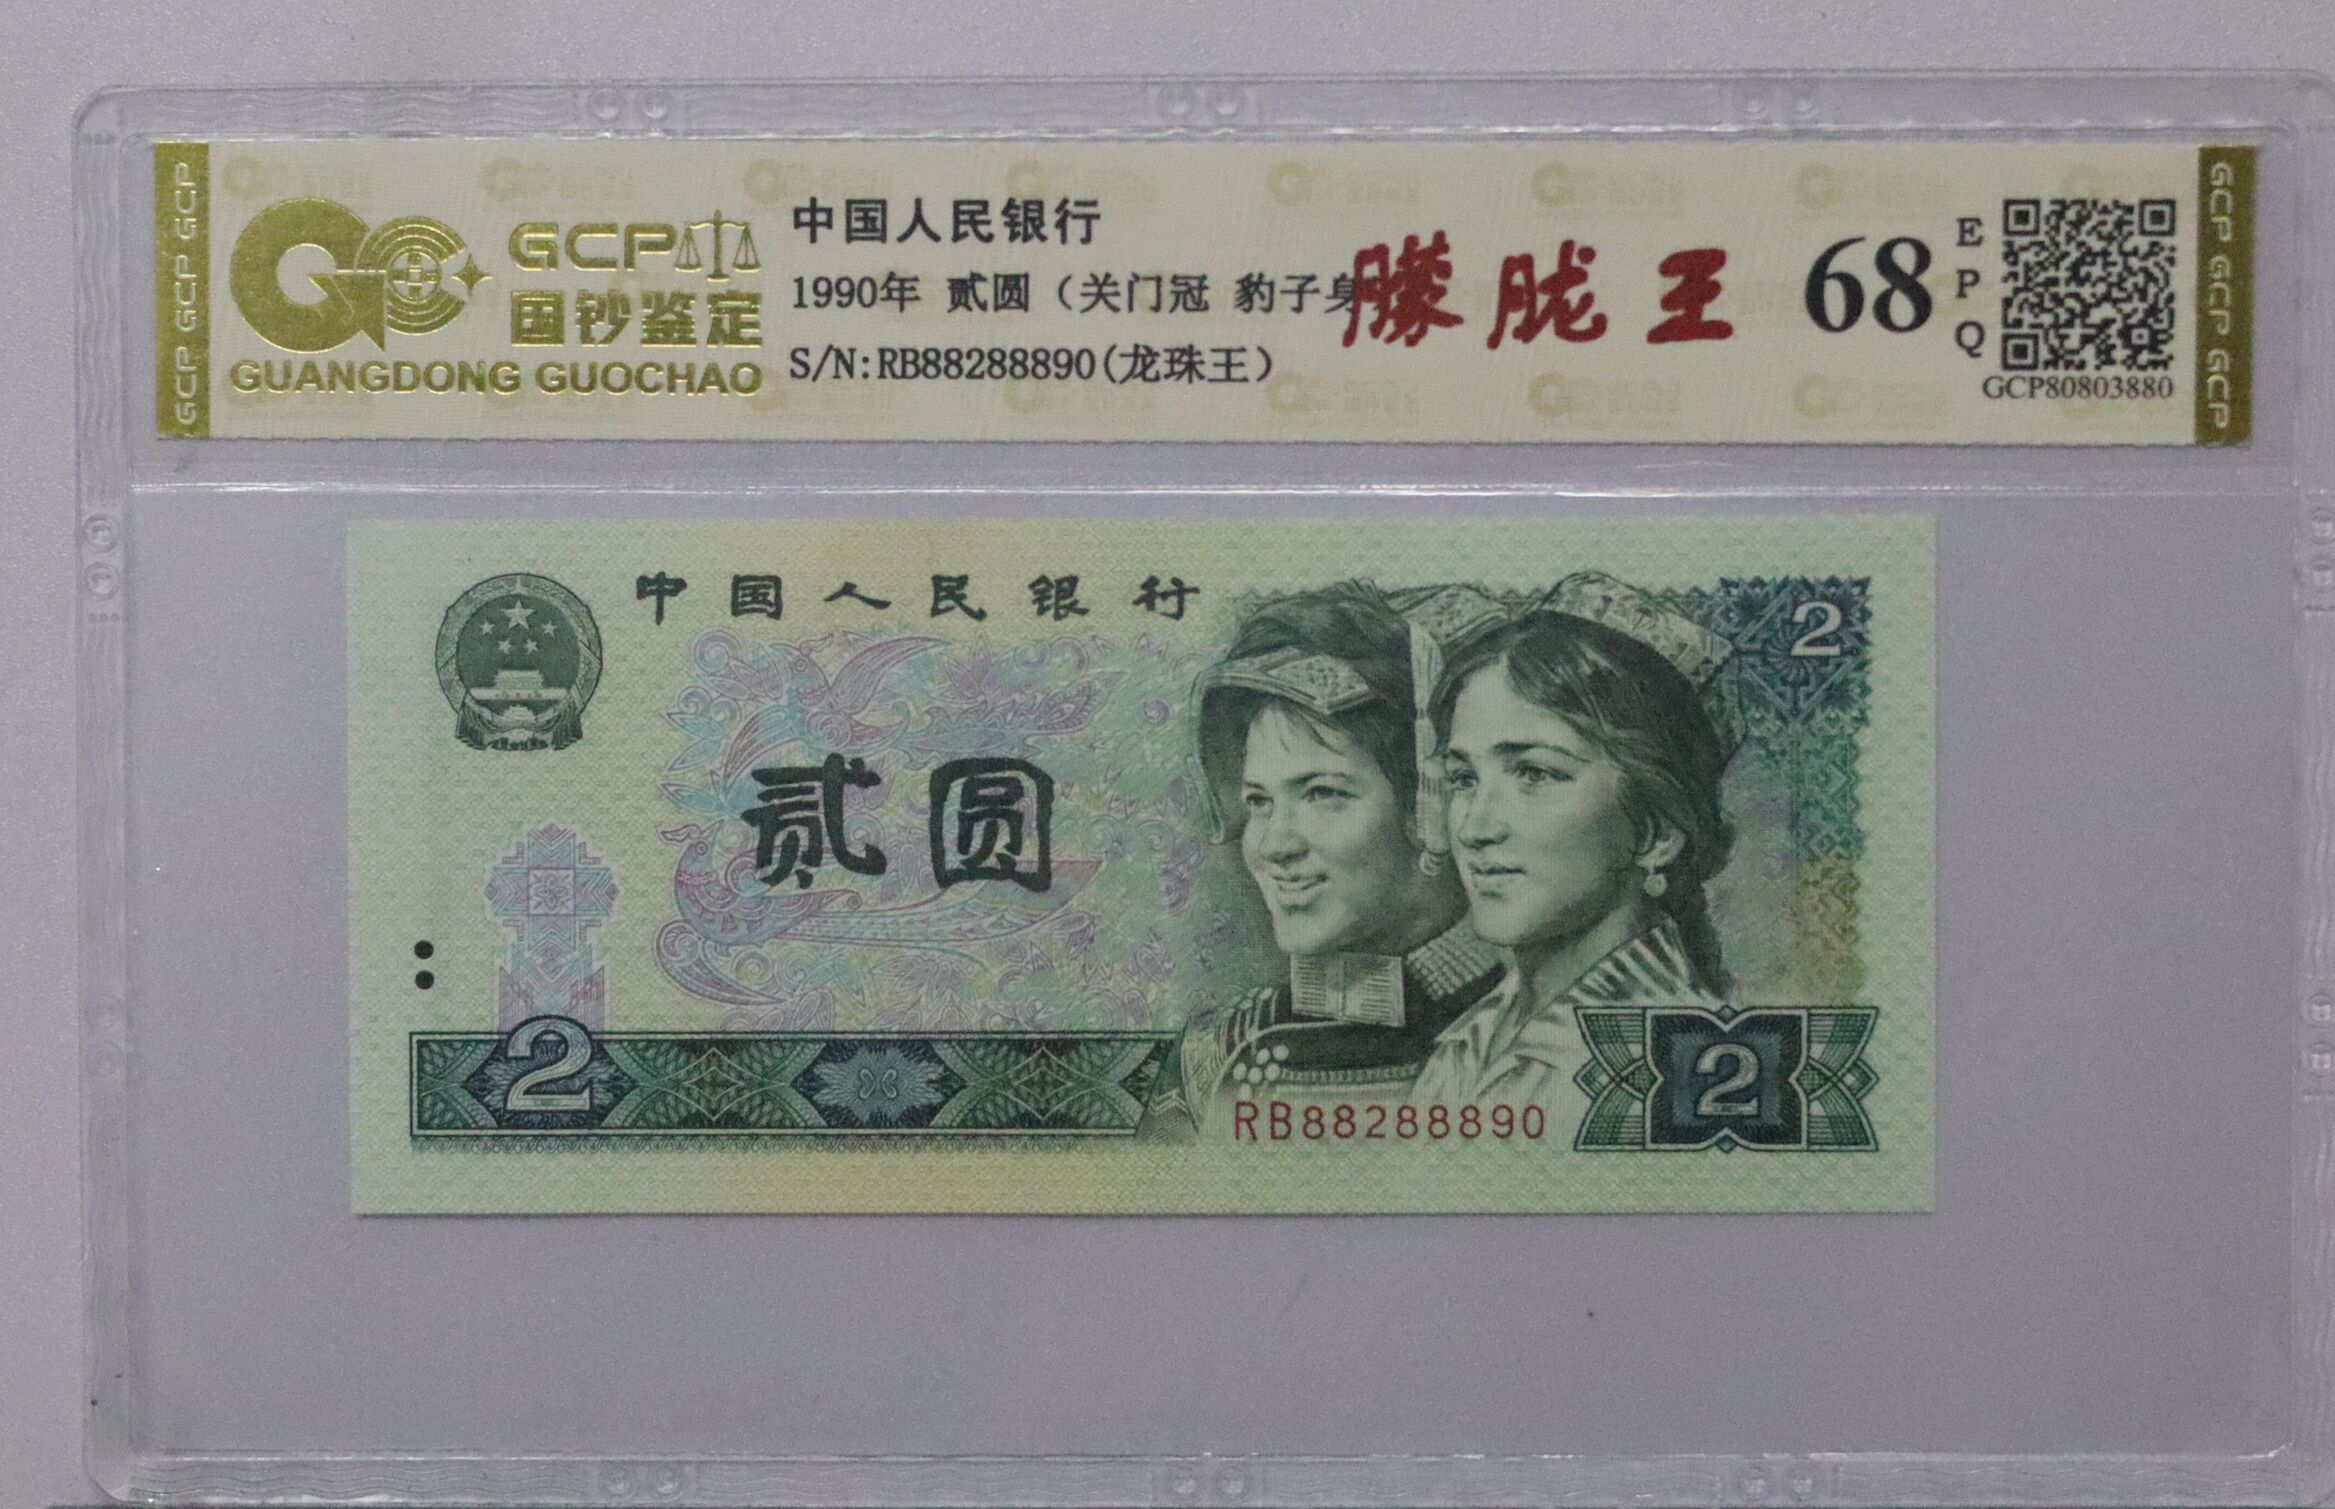 GCP GCP GCP
GCP
国钞鉴定
GUANGDONG GUOCHAO
中国人民银行
1990年 贰圆（关门冠 豹子
S/N:RB88288890(龙珠王）
朦胧王
68
E
P
Q
GCP80803880
GCP GCP GCP
中国人民银行
2
贰圆
2
RB88288890
2